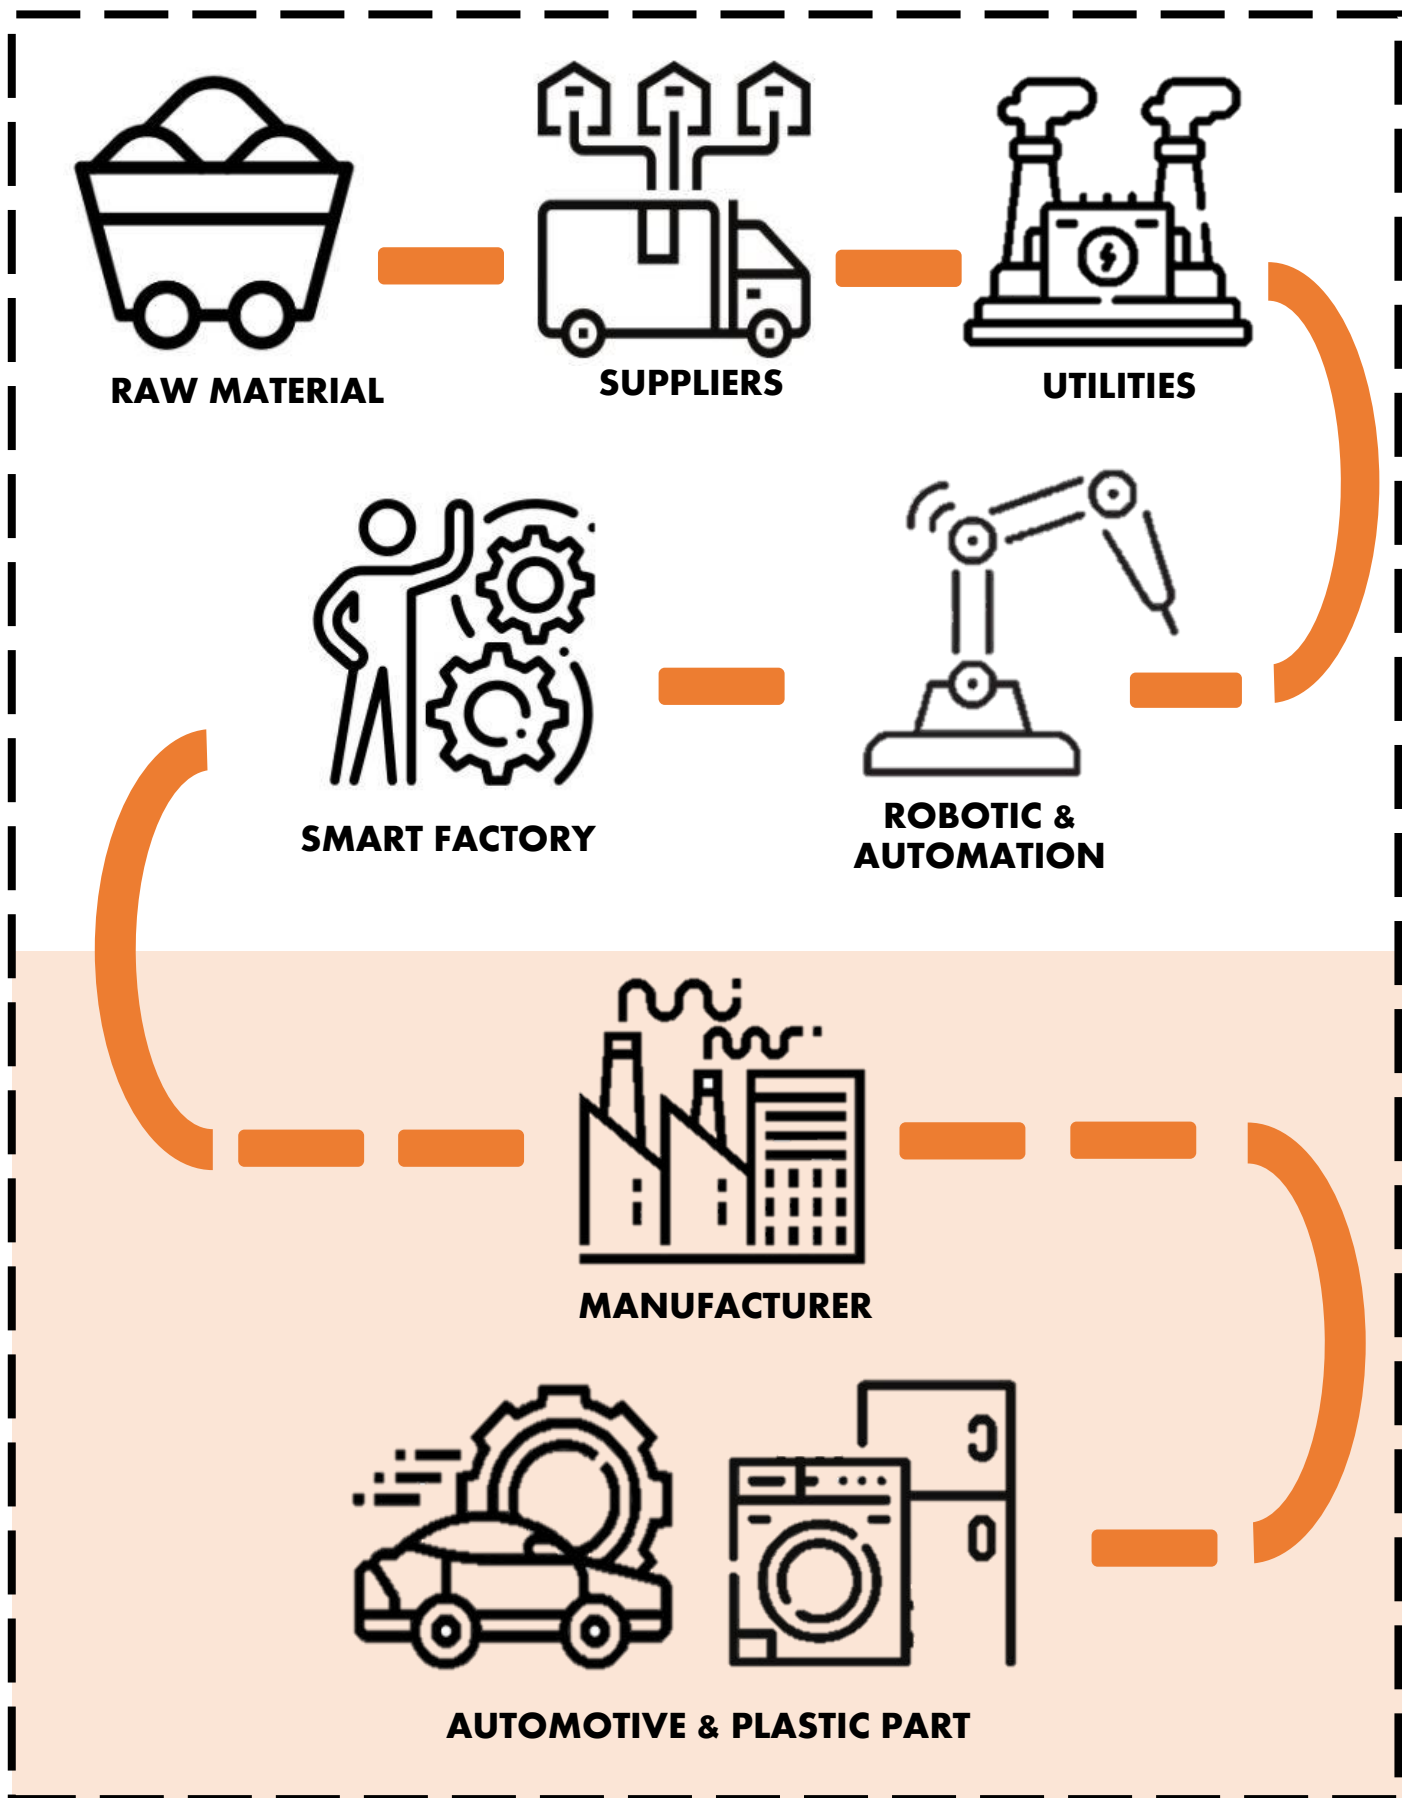 RAW MATERIAL
SUPPLIERS
UTILITIES
SMART FACTORY
ROBOTIC &
AUTOMATION
MANUFACTURER
AUTOMOTIVE & PLASTIC PART